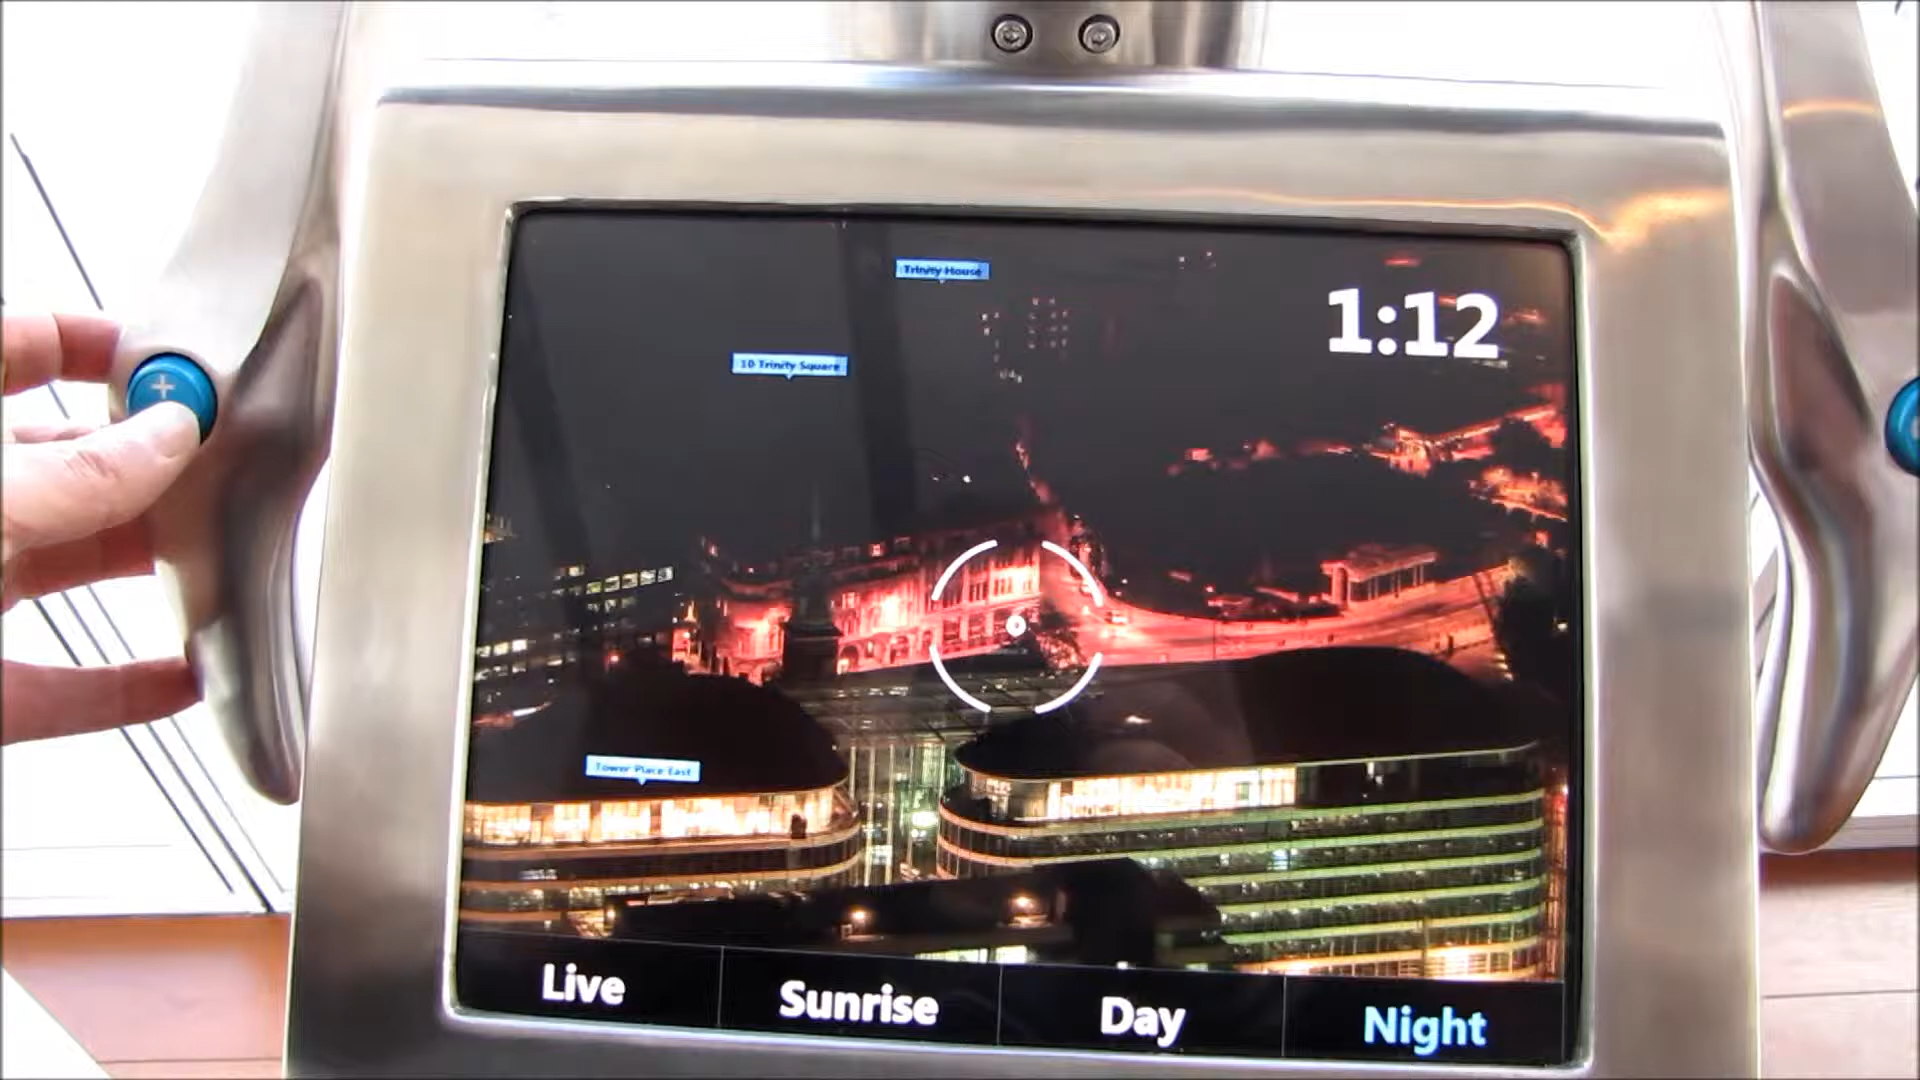 Trinity House
1:12
10 Trinity Square
+
Tower Place East
Live
Sunrise
Day
Night